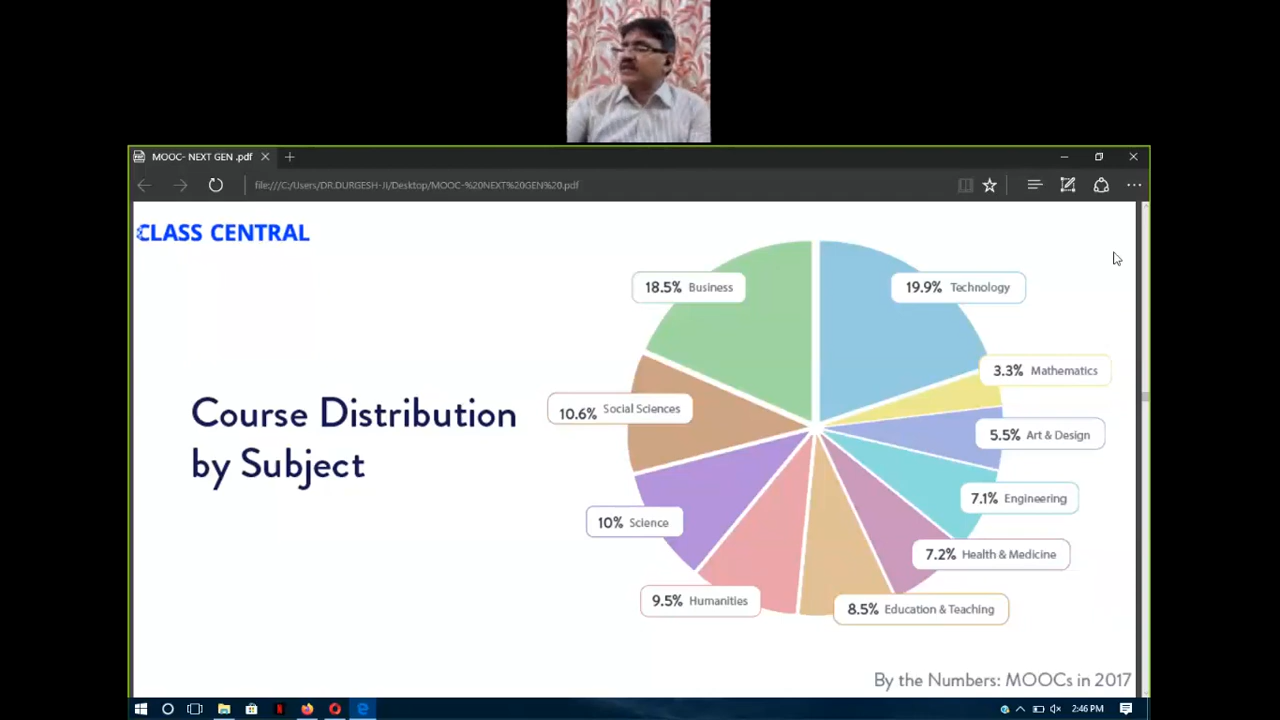 MOOC- NEXT GEN .pdf
file:///C:/Users/DR.DURGESH-JI/Desktop/MOOC-%20NEXT%20GEN%20.pdf
CLASS CENTRAL
18.5% Business
19.9% Technology
3.3% Mathematics
10.6% Social Sciences
Course Distribution
by Subject
5.5% Art & Design
7.1% Engineering
10% Science
7.2% Health & Medicine
9.5% Humanities
8.5% Education & Teaching
By the Numbers: MOOCs in 2017
2:46 PM